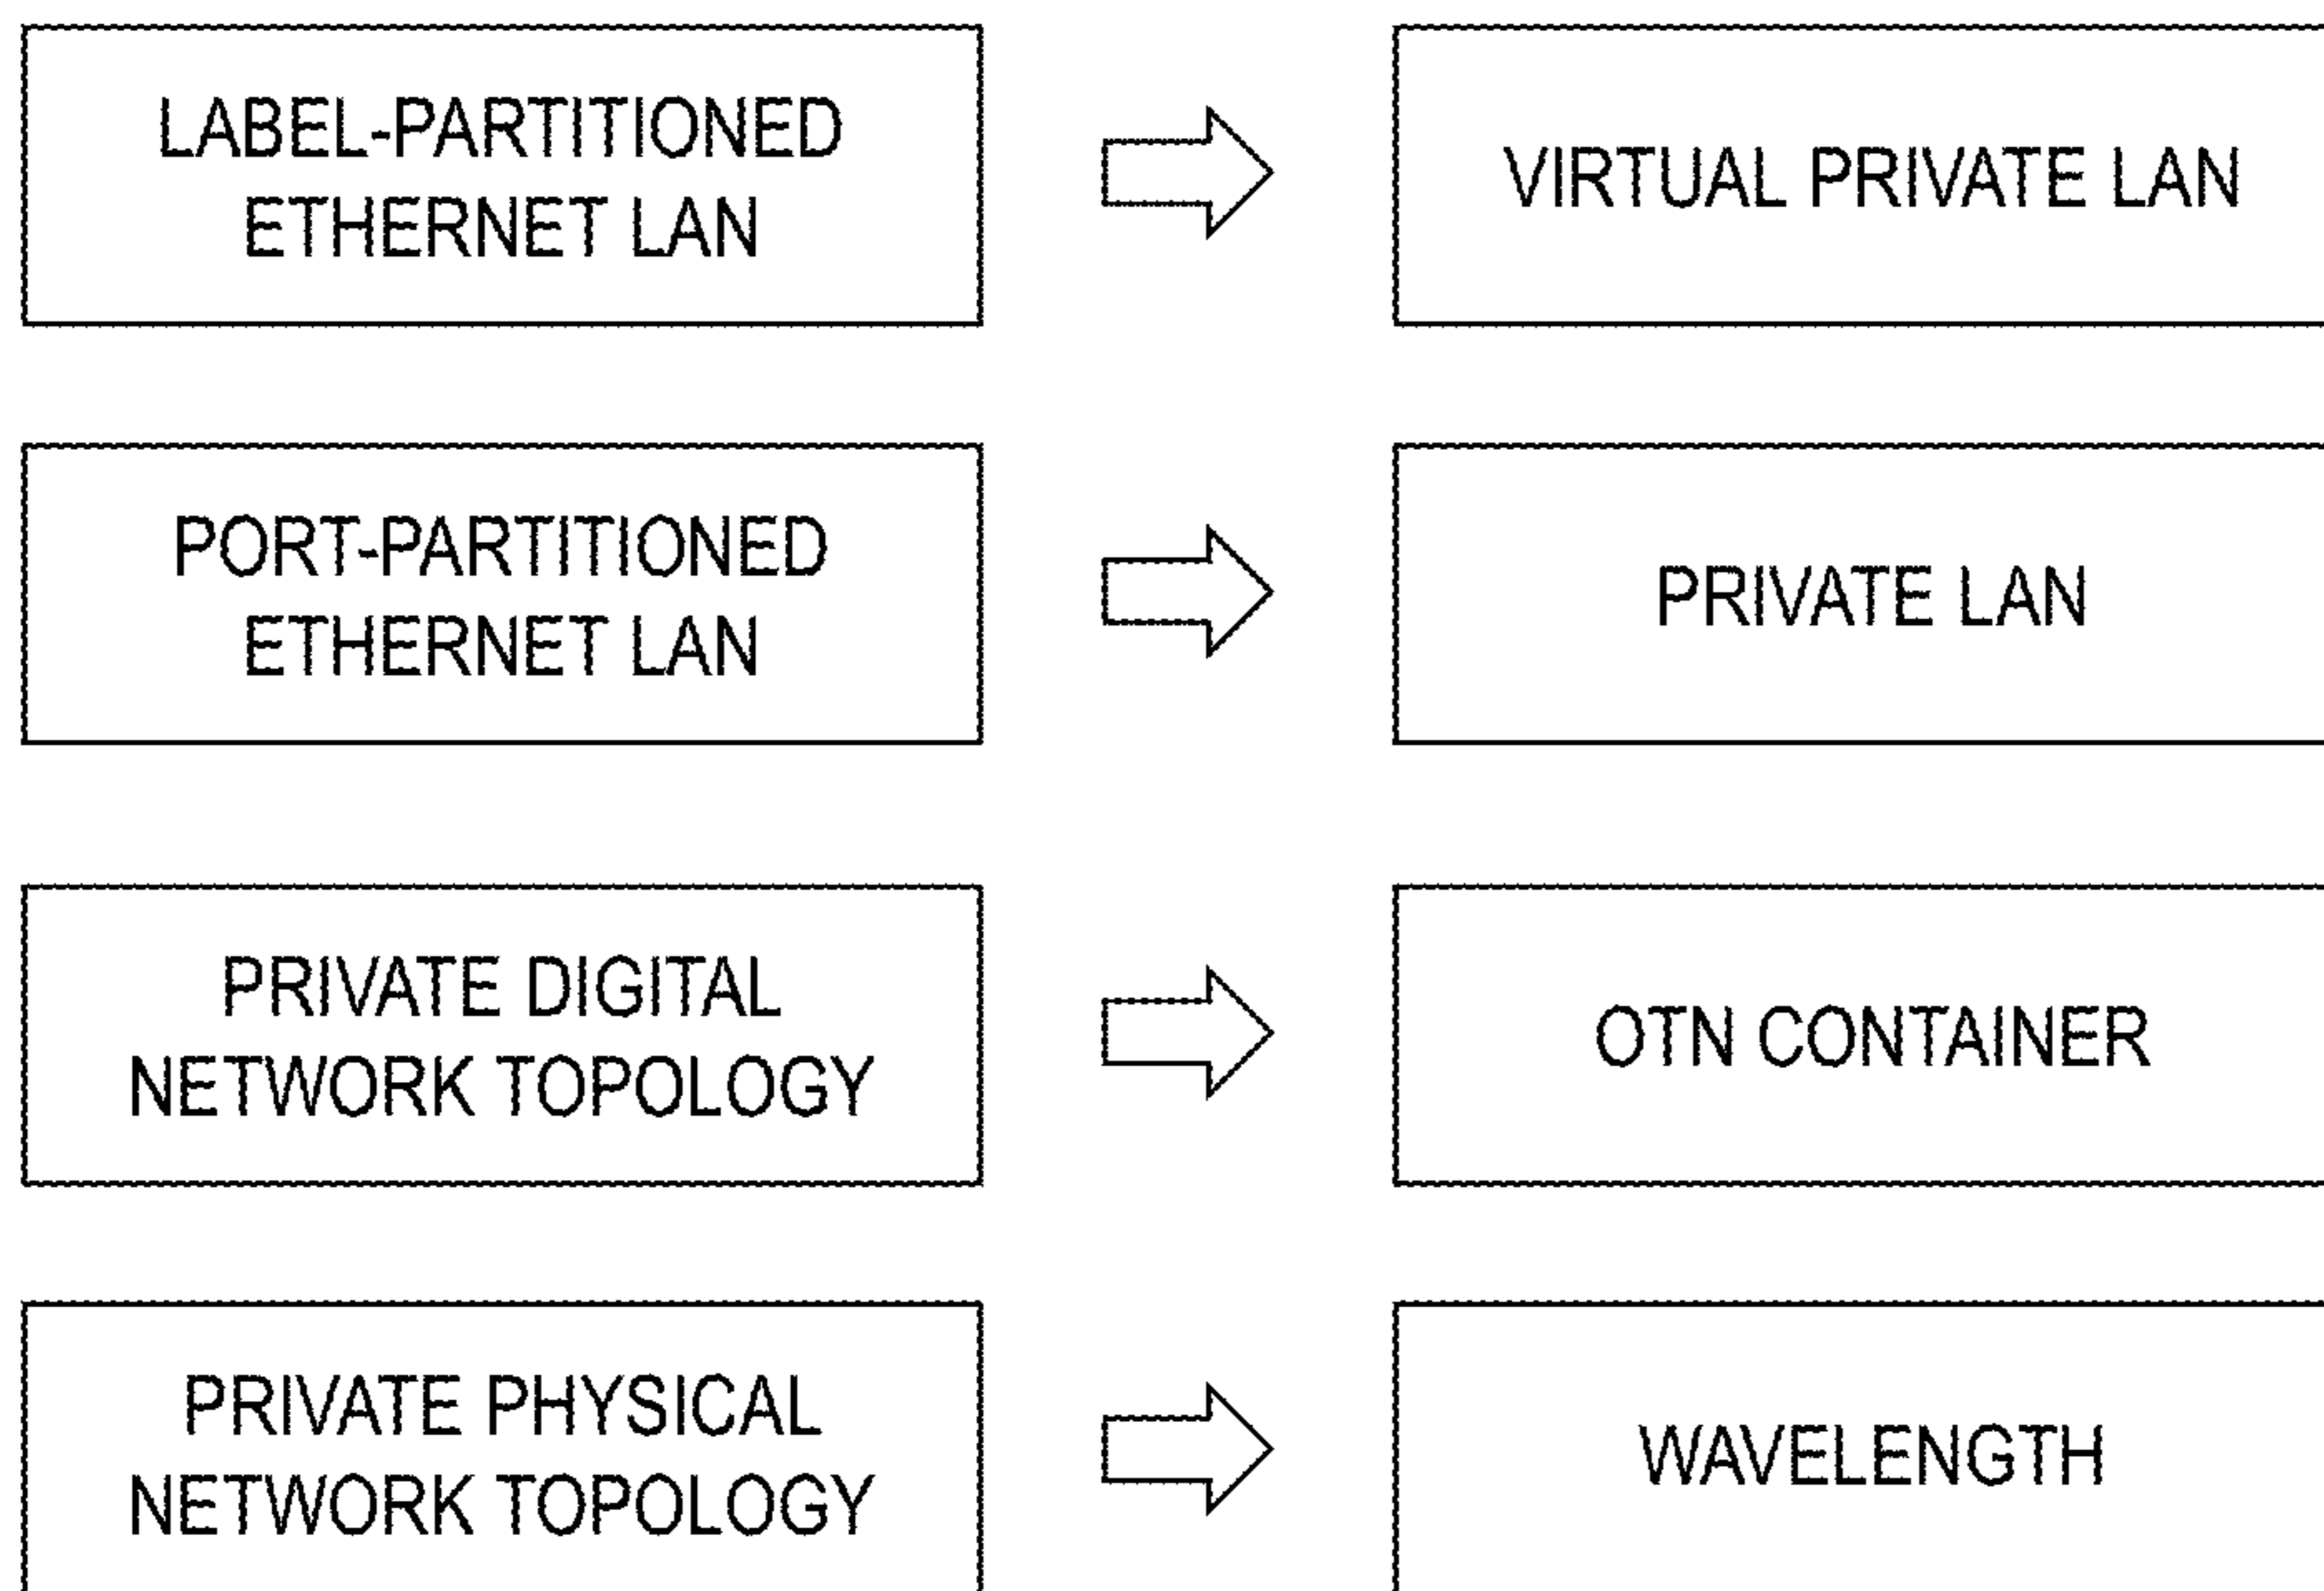 LABEL-PARTITIONED
ETHERNET LAN
VIRTUAL PRIVATE LAN
PORT-PARTITIONED
ETHERNET LAN
PRIVATE LAN
PRIVATE DIGITAL
NETWORK TOPOLOGY
OTN CONTAINER
PRIVATE PHYSICAL
NETWORK TOPOLOGY
WAVELENGTH